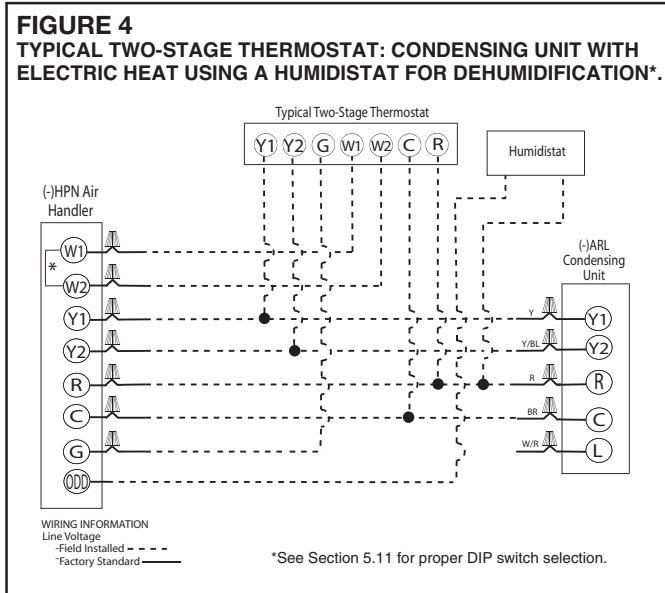 FIGURE 4
TYPICAL TWO-STAGE THERMOSTAT: CONDENSING UNIT WITH
ELECTRIC HEAT USING A HUMIDISTAT FOR DEHUMIDIFICATION*.
Typical Two-Stage Thermostat
Y1 Y2 G W1 W2 C R
Humidistat
(-)HPN Air
Handler
W1
*
W2
Y1
Y2
R
C
G
ODD
(-)ARL
Condensing
Unit
Y Y1
Y/BL Y2
R R
BR C
W/R L
WIRING INFORMATION
Line Voltage
-Field Installed
-Factory Standard
*See Section 5.11 for proper DIP switch selection.